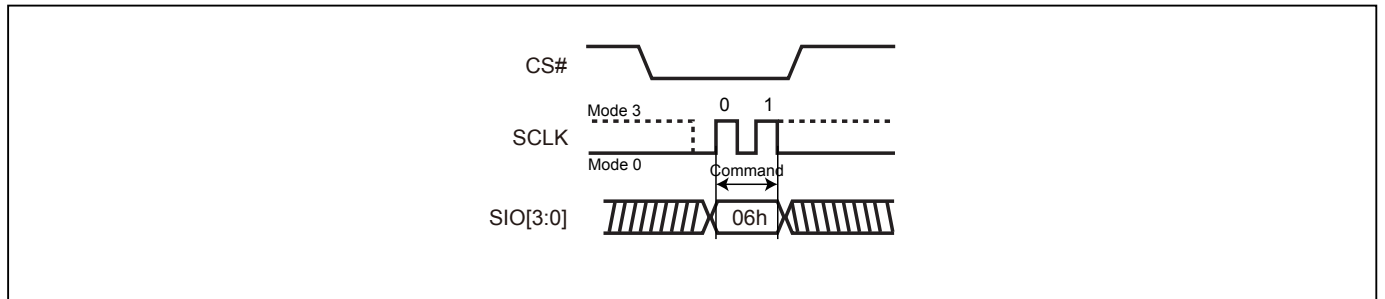 CS#
Mode 3
0 1
SCLK
Mode 0
Command
SIO[3:0]
06h